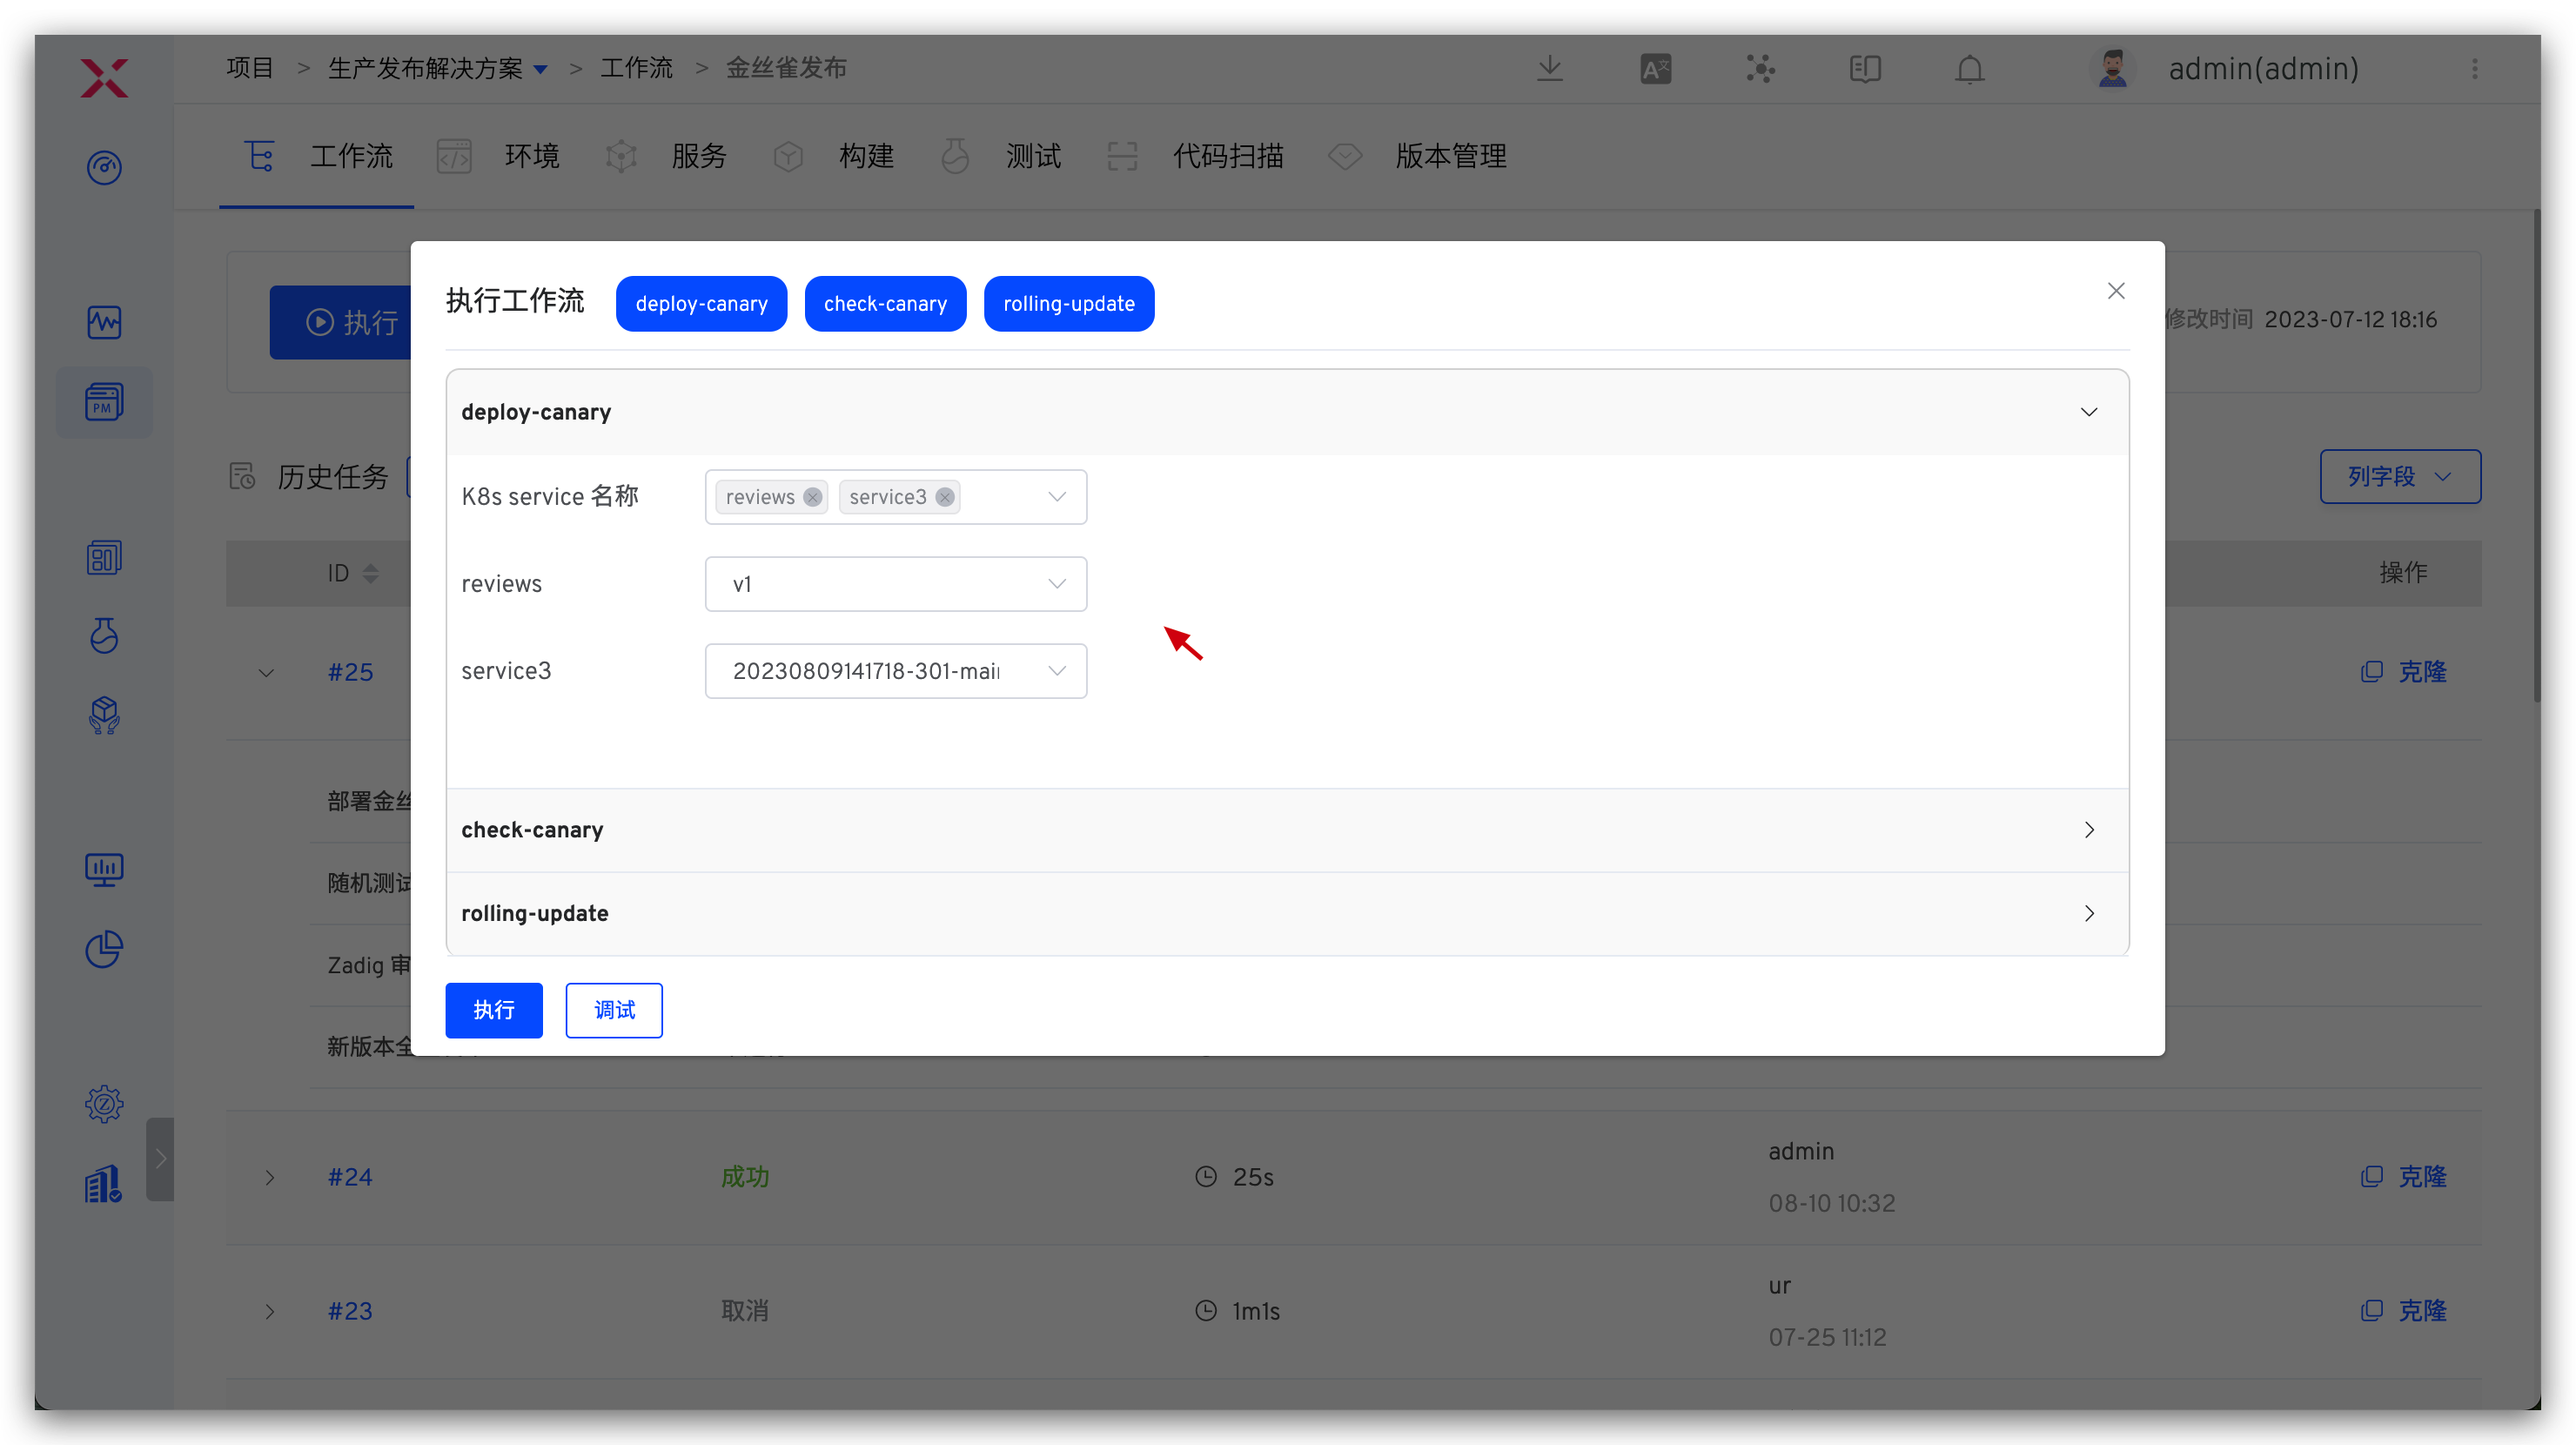 项目 > 生产发布解决方案 > 工作流 > 金丝雀发布
admin(admin)
工作流 环境 服务 构建 测试 代码扫描 版本管理
执行
修改时间 2023-07-12 18:16
执行工作流 deploy-canary check-canary rolling-update
deploy-canary
K8s service 名称 reviews service3
reviews v1
service3 20230809141718-301-mai
check-canary
rolling-update
执行 调试
PM
历史任务
列字段
ID 操作
#25 克隆
部署金丝
随机测试
Zadig 审
新版本全
#24 成功 25s admin 克隆
08-10 10:32
#23 取消 1m1s ur 克隆
07-25 11:12